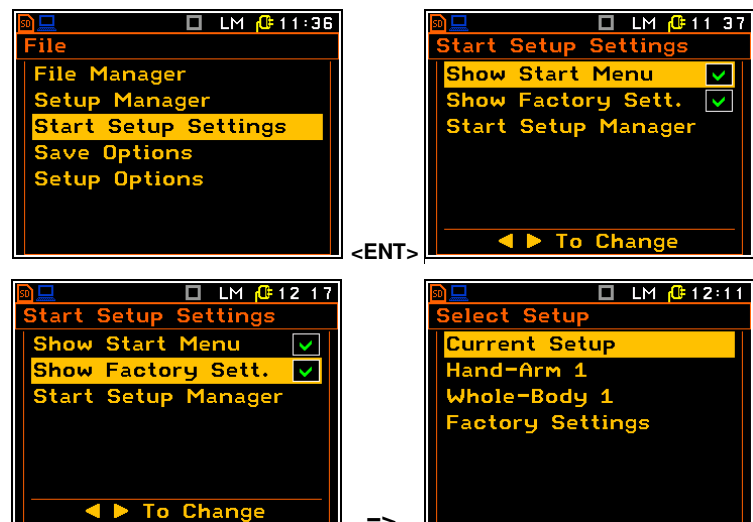 LM 11:36
File
File Manager
Setup Manager
Start Setup Settings
Save Options
Setup Options
<ENT>
LM 11 37
Start Setup Settings
Show Start Menu
Show Factory Sett.
Start Setup Manager
◀ ▶ To Change
LM 12 17
Start Setup Settings
Show Start Menu
Show Factory Sett.
Start Setup Manager
◀ ▶ To Change
=>
LM 12:11
Select Setup
Current Setup
Hand-Arm 1
Whole-Body 1
Factory Settings